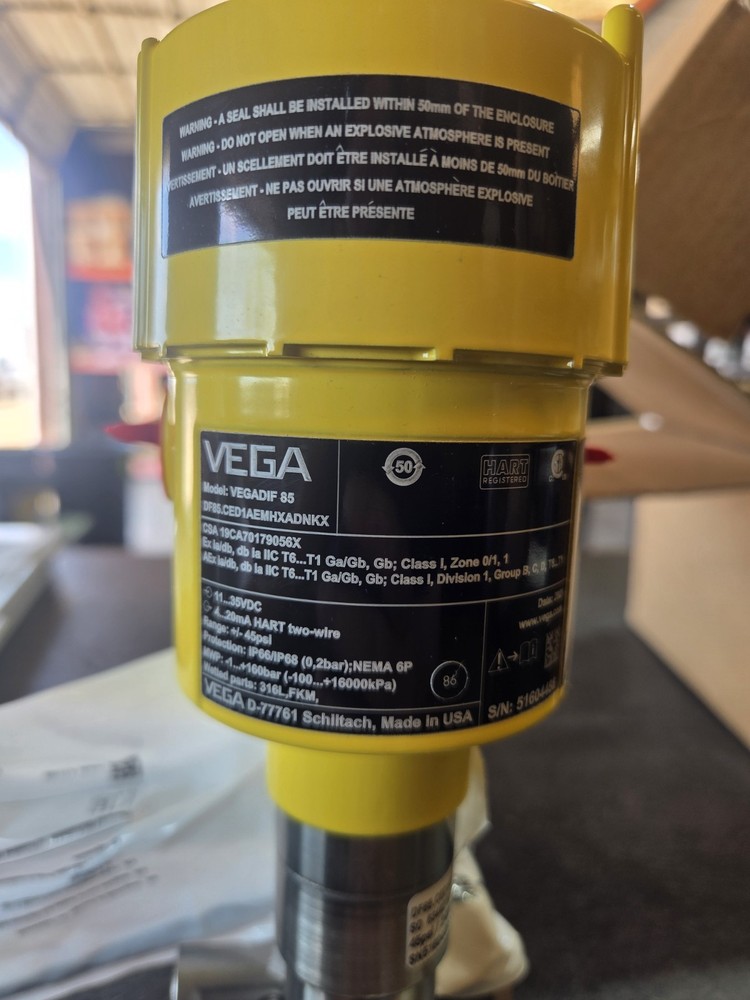 WARNING - A SEAL SHALL BE INSTALLED WITHIN 50mm OF THE ENCLOSURE
WARNING - DO NOT OPEN WHEN AN EXPLOSIVE ATMOSPHERE IS PRESENT
VERTISSEMENT - UN SCELLEMENT DOIT ÊTRE INSTALLÉ À MOINS DE 50mm DU BOÎTIER
AVERTISSEMENT - NE PAS OUVRIR SI UNE ATMOSPHÈRE EXPLOSIVE
PEUT ÊTRE PRÉSENTE
VEGA
50
HART
REGISTERED
Model: VEGADIF 85
DF85.CED1AEMHXADNKX
CSA 19CA70179056X
Ex ia/db, db ia IIC T6...T1 Ga/Gb, Gb; Class I, Zone 0/1, 1
AEx ia/db, db ia IIC T6...T1 Ga/Gb, Gb; Class I, Division 1, Group B, C, D,
11...35VDC
4...20mA HART two-wire
Range: +/- 45psi
Protection: IP66/IP68 (0,2bar);NEMA 6P
MWP: -1...+160bar (-100...+16000kPa)
Wetted parts: 316L,FKM,
86
Date:
www.vega.com
VEGA D-77761 Schiltach, Made in USA
S/N: